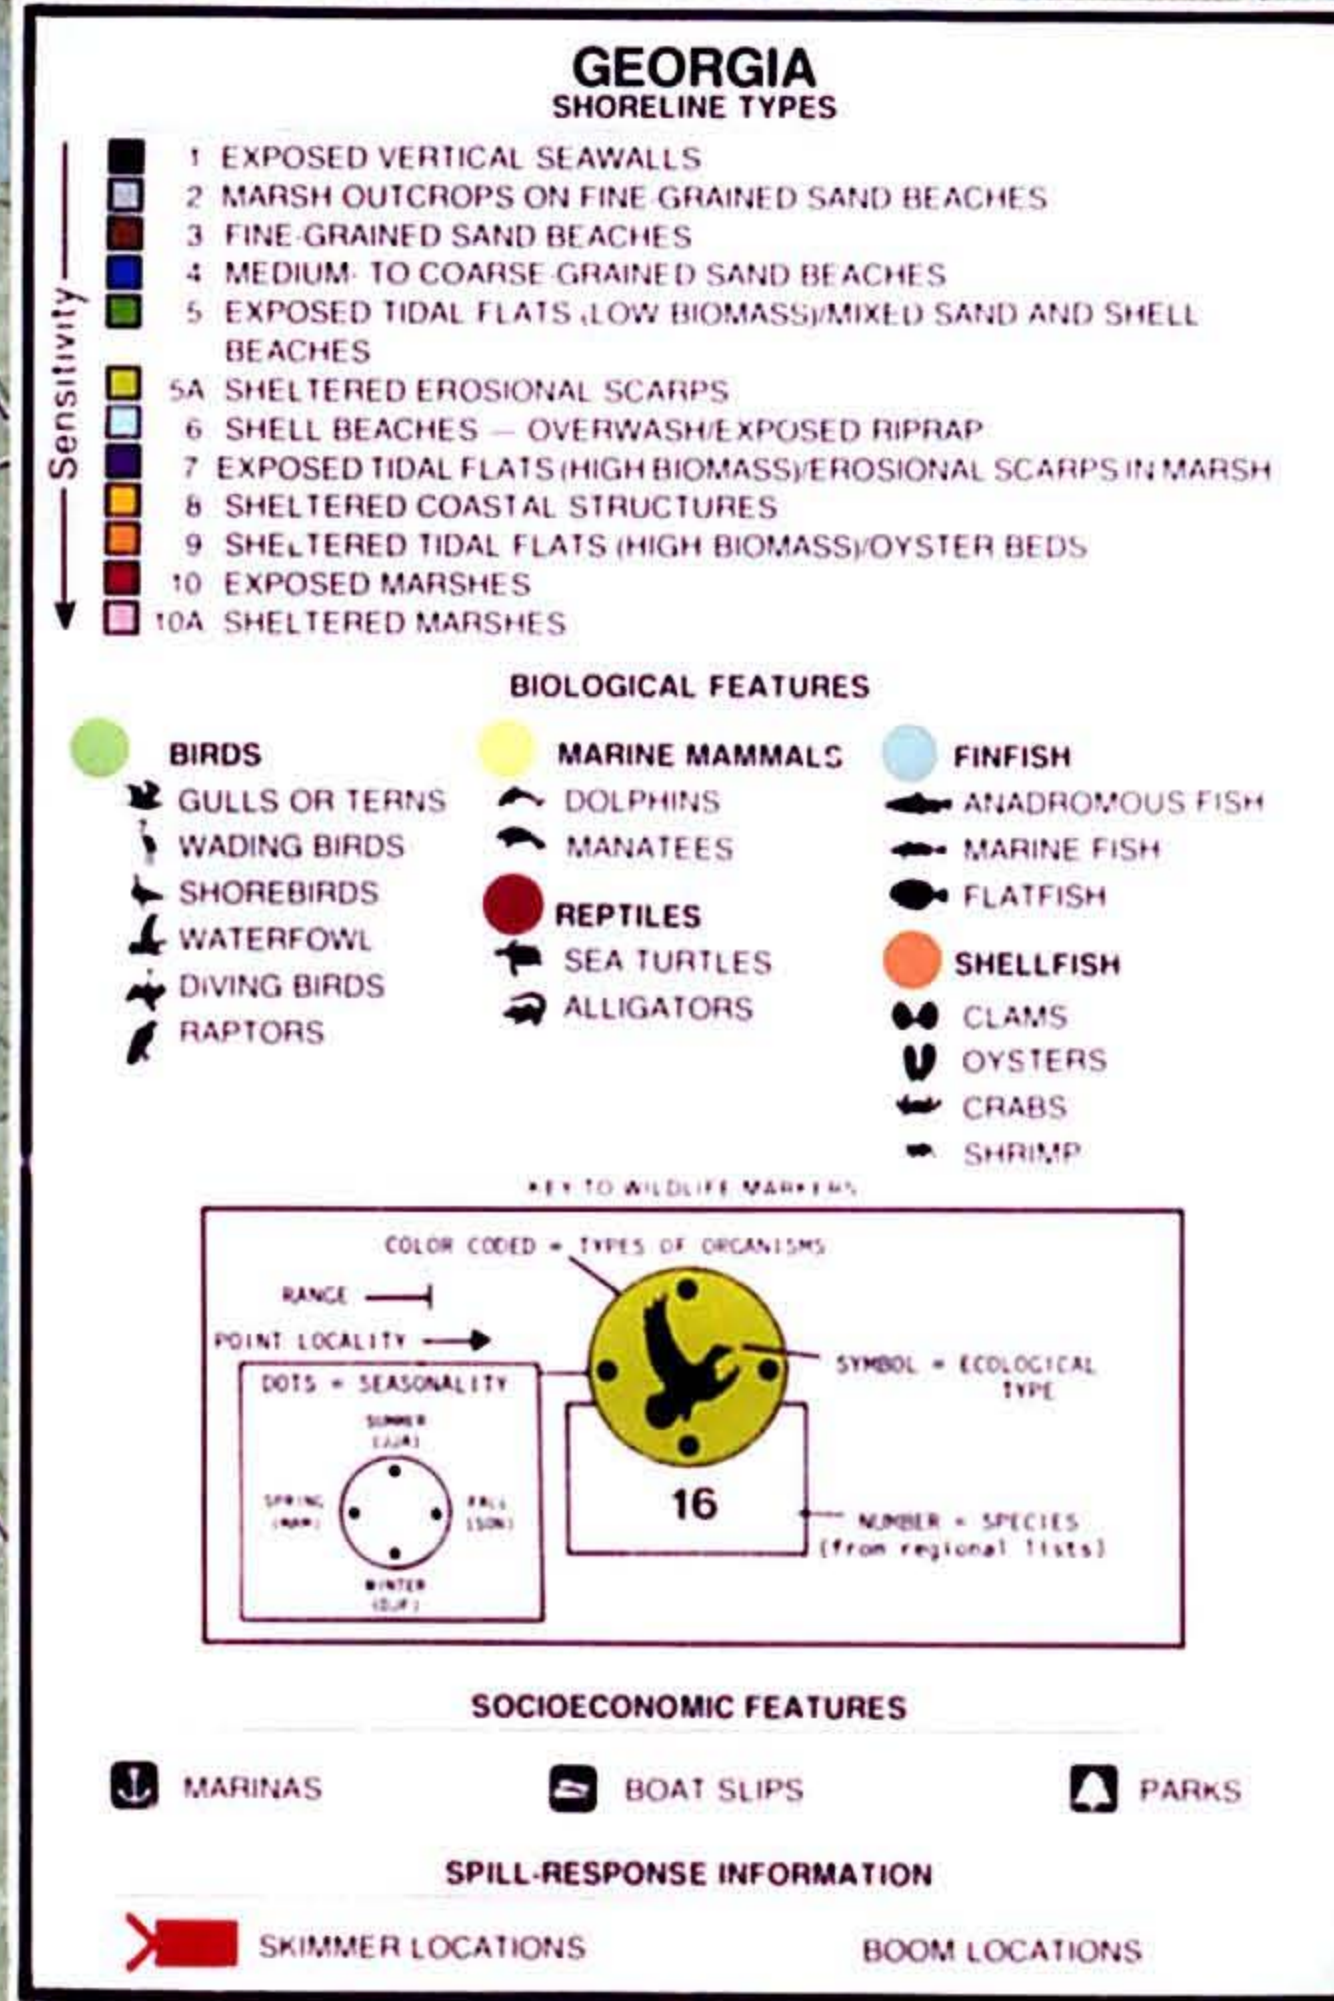 GEORGIA
SHORELINE TYPES
Sensitivity
1 EXPOSED VERTICAL SEAWALLS
2 MARSH OUTCROPS ON FINE-GRAINED SAND BEACHES
3 FINE-GRAINED SAND BEACHES
4 MEDIUM- TO COARSE-GRAINED SAND BEACHES
5 EXPOSED TIDAL FLATS (LOW BIOMASS)/MIXED SAND AND SHELL
BEACHES
5A SHELTERED EROSIONAL SCARPS
6 SHELL BEACHES — OVERWASH/EXPOSED RIPRAP
7 EXPOSED TIDAL FLATS (HIGH BIOMASS)/EROSIONAL SCARPS IN MARSH
8 SHELTERED COASTAL STRUCTURES
9 SHELTERED TIDAL FLATS (HIGH BIOMASS)/OYSTER BEDS
10 EXPOSED MARSHES
10A SHELTERED MARSHES
BIOLOGICAL FEATURES
BIRDS
GULLS OR TERNS
WADING BIRDS
SHOREBIRDS
WATERFOWL
DIVING BIRDS
RAPTORS
MARINE MAMMALS
DOLPHINS
MANATEES
REPTILES
SEA TURTLES
ALLIGATORS
FINFISH
ANADROMOUS FISH
MARINE FISH
FLATFISH
SHELLFISH
CLAMS
OYSTERS
CRABS
SHRIMP
KEY TO WILDLIFE MARKERS
COLOR CODED = TYPES OF ORGANISMS
RANGE
POINT LOCALITY
DOTS = SEASONALITY
SUMMER
(JJA)
SPRING
(MAM)
FALL
(SON)
WINTER
(DJF)
SYMBOL = ECOLOGICAL
TYPE
16
NUMBER = SPECIES
(from regional lists)
SOCIOECONOMIC FEATURES
MARINAS
BOAT SLIPS
PARKS
SPILL-RESPONSE INFORMATION
SKIMMER LOCATIONS
BOOM LOCATIONS